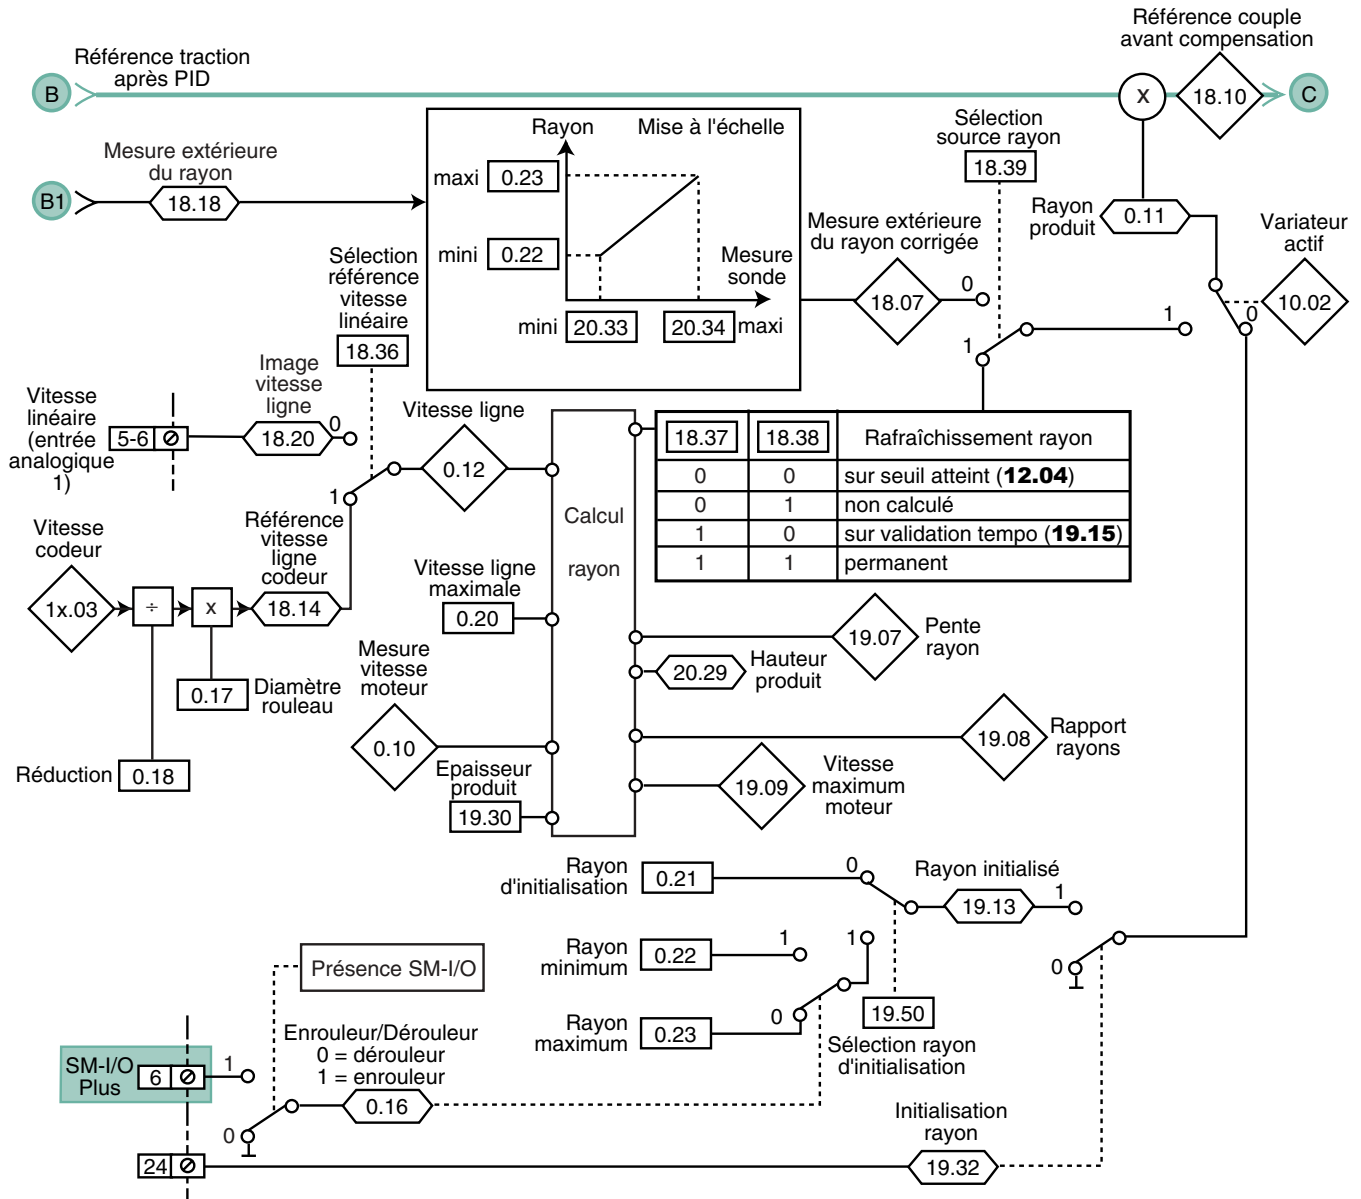 Référence couple
avant compensation
Référence traction
après PID
B
X
18.10
C
Rayon
Mise à l'échelle
Sélection
source rayon
18.39
Mesure extérieure
du rayon
B1
18.18
maxi
0.23
mini
0.22
Mesure
sonde
mini
20.33
20.34
maxi
Mesure extérieure
du rayon corrigée
18.07
0
1
1
Rayon
produit
0.11
Variateur
actif
10.02
0
Sélection
référence
vitesse
linéaire
18.36
Image
vitesse
ligne
Vitesse
linéaire
(entrée
analogique
1)
5-6
18.20
0
1
Vitesse ligne
0.12
Calcul
rayon
18.37
18.38
Rafraîchissement rayon
0
0
sur seuil atteint (12.04)
0
1
non calculé
1
0
sur validation tempo (19.15)
1
1
permanent
Vitesse
codeur
1x.03
÷
x
Référence
vitesse
ligne
codeur
18.14
Vitesse ligne
maximale
0.20
0.17
Diamètre
rouleau
Réduction
0.18
Mesure
vitesse
moteur
0.10
Epaisseur
produit
19.30
19.07
Pente
rayon
20.29
Hauteur
produit
19.08
Rapport
rayons
19.09
Vitesse
maximum
moteur
Rayon
d'initialisation
0.21
0
Rayon initialisé
19.13
1
Rayon
minimum
0.22
1
1
0
Rayon
maximum
0.23
0
19.50
Sélection rayon
d'initialisation
Présence SM-I/O
Enrouleur/Dérouleur
0 = dérouleur
1 = enrouleur
SM-I/O
Plus
6
1
0.16
0
24
Initialisation
rayon
19.32